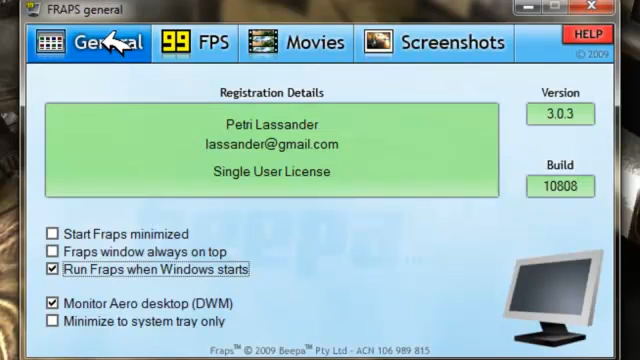 FRAPS general
General
99 FPS
Movies
Screenshots
HELP
© 2009
Registration Details
Version
Petri Lassander
lassander@gmail.com
Single User License
3.0.3
Build
10808
Start Fraps minimized
Fraps window always on top
Run Fraps when Windows starts
Monitor Aero desktop (DWM)
Minimize to system tray only
beepa
Fraps™ © 2009 Beepa™ Pty Ltd - ACN 106 989 815